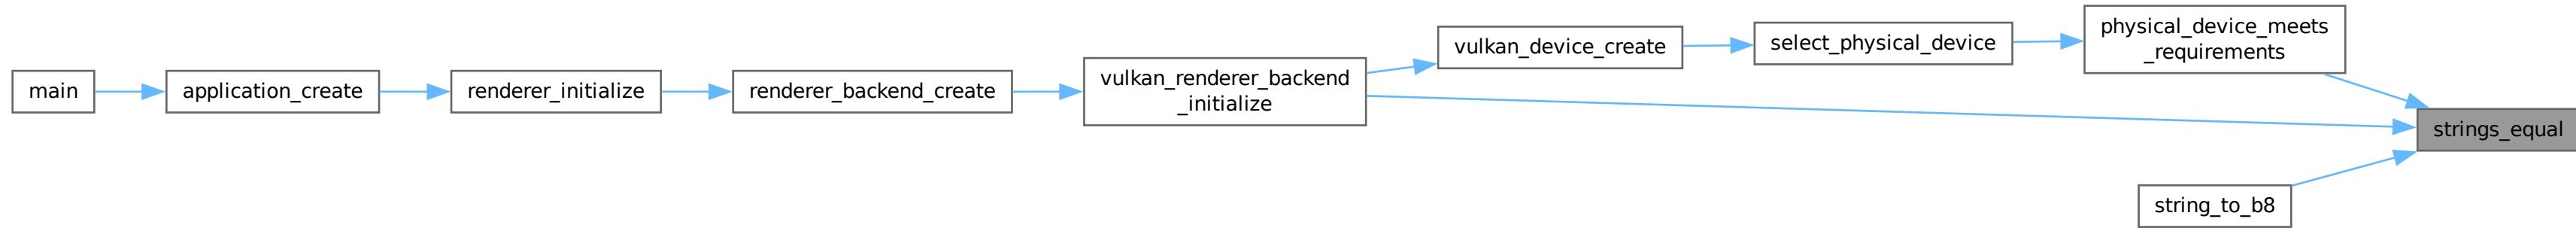 main
application_create
renderer_initialize
renderer_backend_create
vulkan_renderer_backend
_initialize
vulkan_device_create
select_physical_device
physical_device_meets
_requirements
strings_equal
string_to_b8